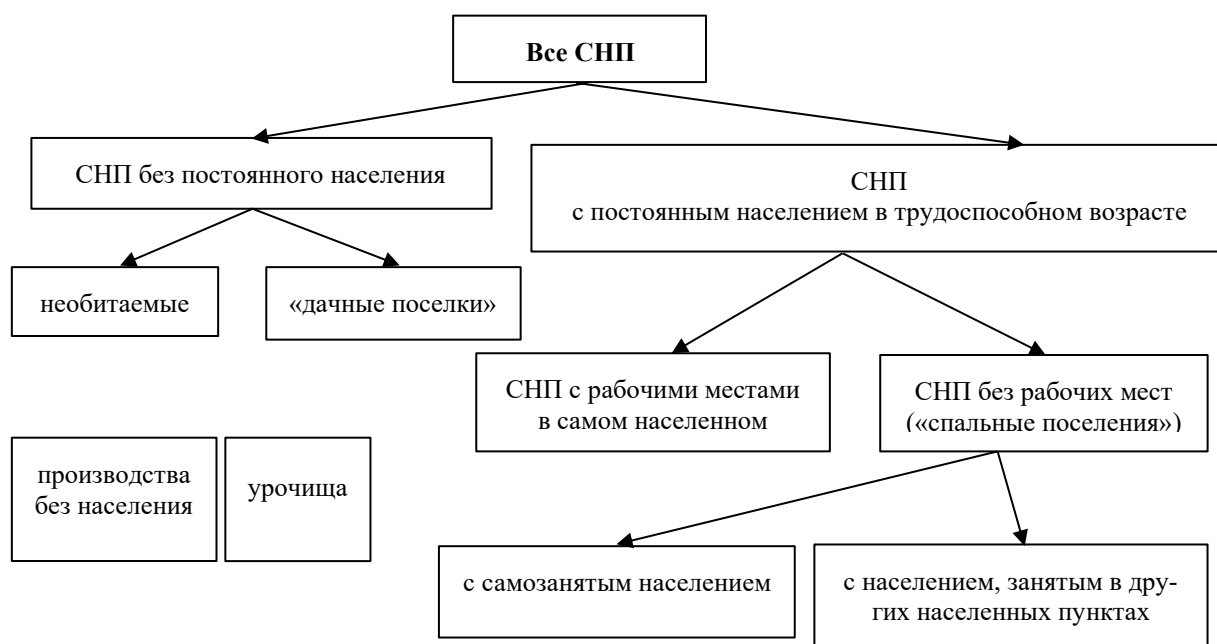 Все СНП
СНП без постоянного населения
СНП
с постоянным населением в трудоспособном возрасте
необитаемые
«дачные поселки»
СНП с рабочими местами
в самом населенном
СНП без рабочих мест
(«спальные поселения»)
производства
без населения
урочища
с самозанятым населением
с населением, занятым в дру-
гих населенных пунктах